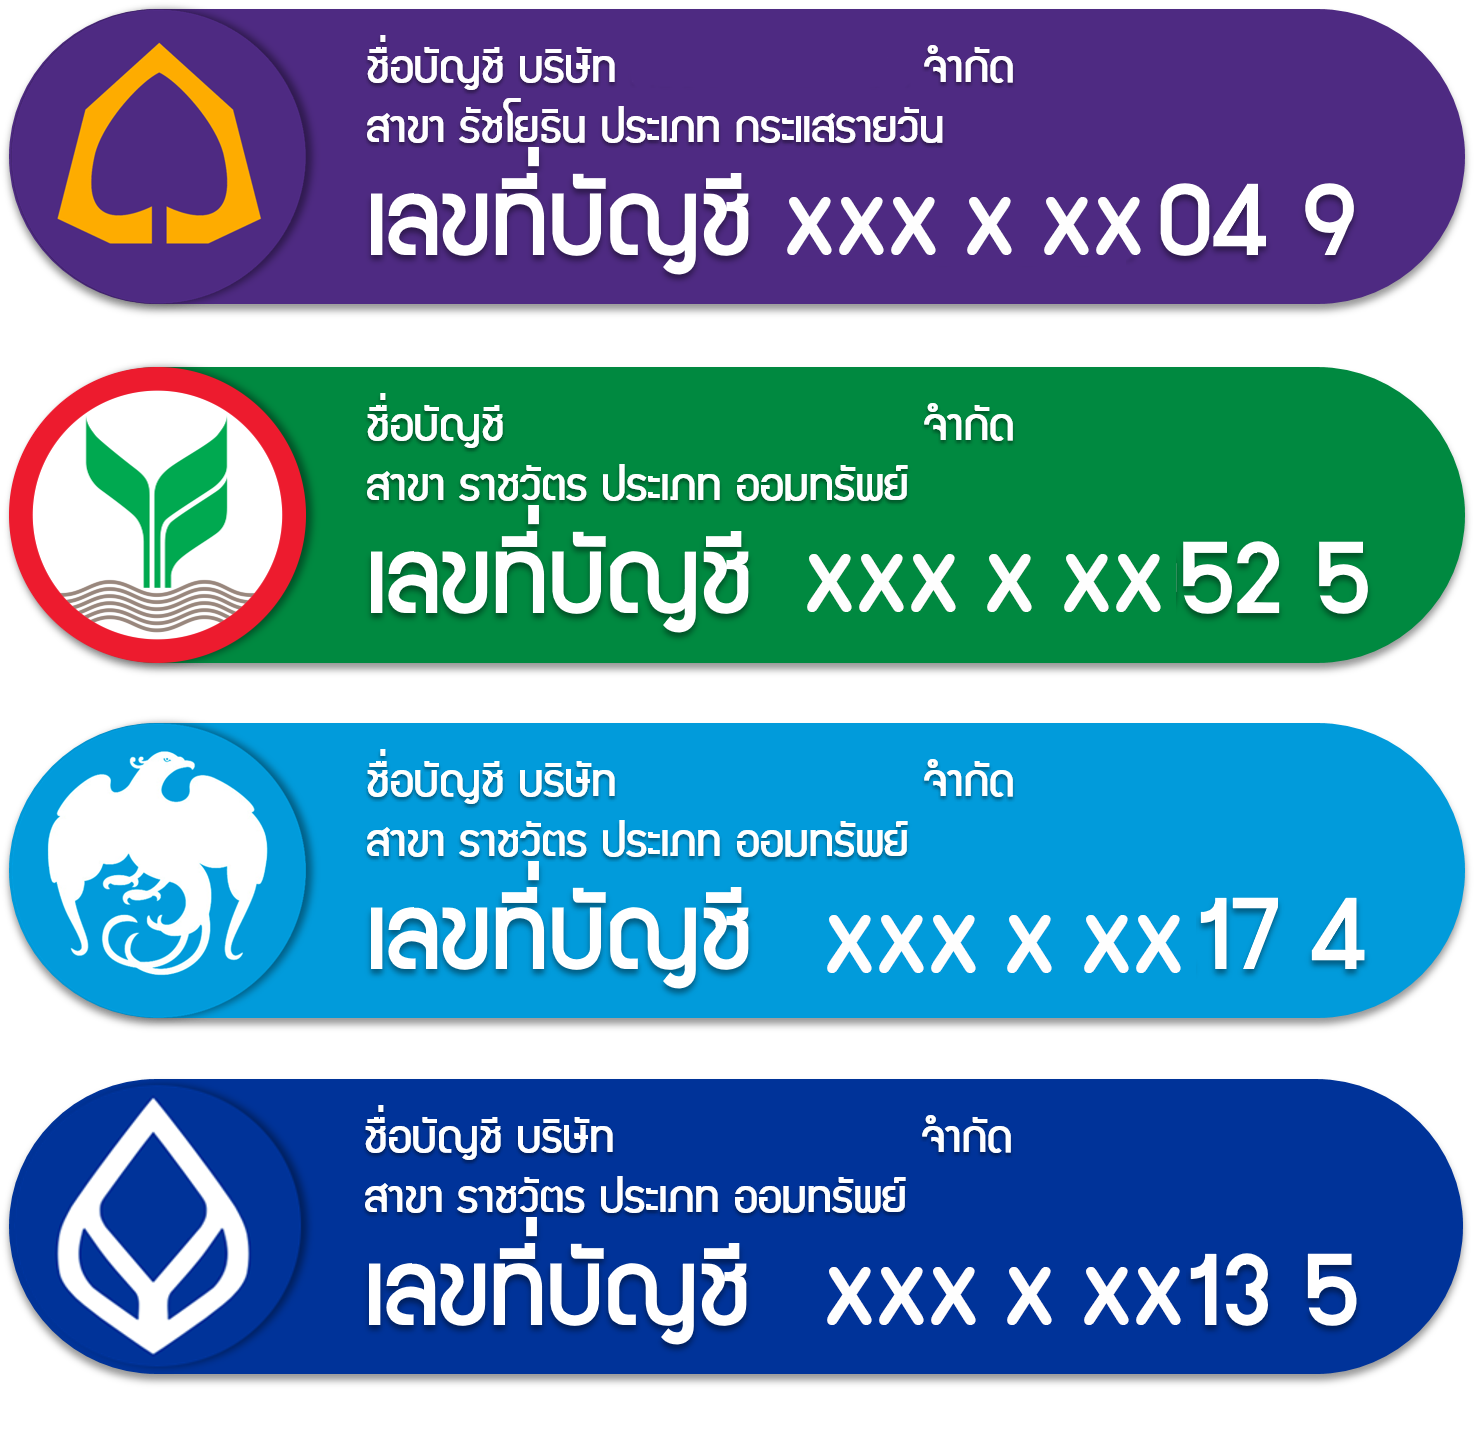 ชื่อบัญชี บริษัท จำกัด
สาขา รัชโยธิน ประเภท กระแสรายวัน
เลขที่บัญชี xxx x xx04 9
ชื่อบัญชี จำกัด
สาขา ราชวัตร ประเภท ออมทรัพย์
เลขที่บัญชี xxx x xx52 5
ชื่อบัญชี บริษัท จำกัด
สาขา ราชวัตร ประเภท ออมทรัพย์
เลขที่บัญชี xxx x xx17 4
ชื่อบัญชี บริษัท จำกัด
สาขา ราชวัตร ประเภท ออมทรัพย์
เลขที่บัญชี xxx x xx13 5